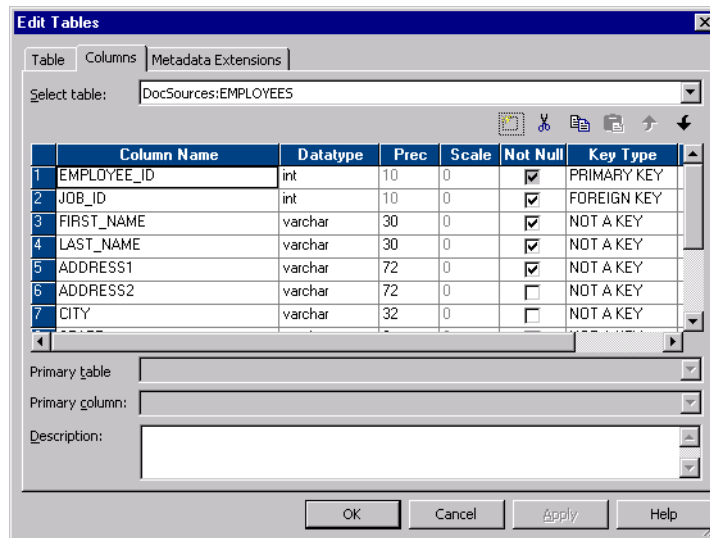 Edit Tables
Table Columns Metadata Extensions
Select table: DocSources:EMPLOYEES
Column Name Datatype Prec Scale Not Null Key Type
1 EMPLOYEE_ID int 10 0 PRIMARY KEY
2 JOB_ID int 10 0 FOREIGN KEY
3 FIRST_NAME varchar 30 0 NOT A KEY
4 LAST_NAME varchar 30 0 NOT A KEY
5 ADDRESS1 varchar 72 0 NOT A KEY
6 ADDRESS2 varchar 72 0 NOT A KEY
7 CITY varchar 32 0 NOT A KEY
Primary table
Primary column:
Description:
OK Cancel Apply Help